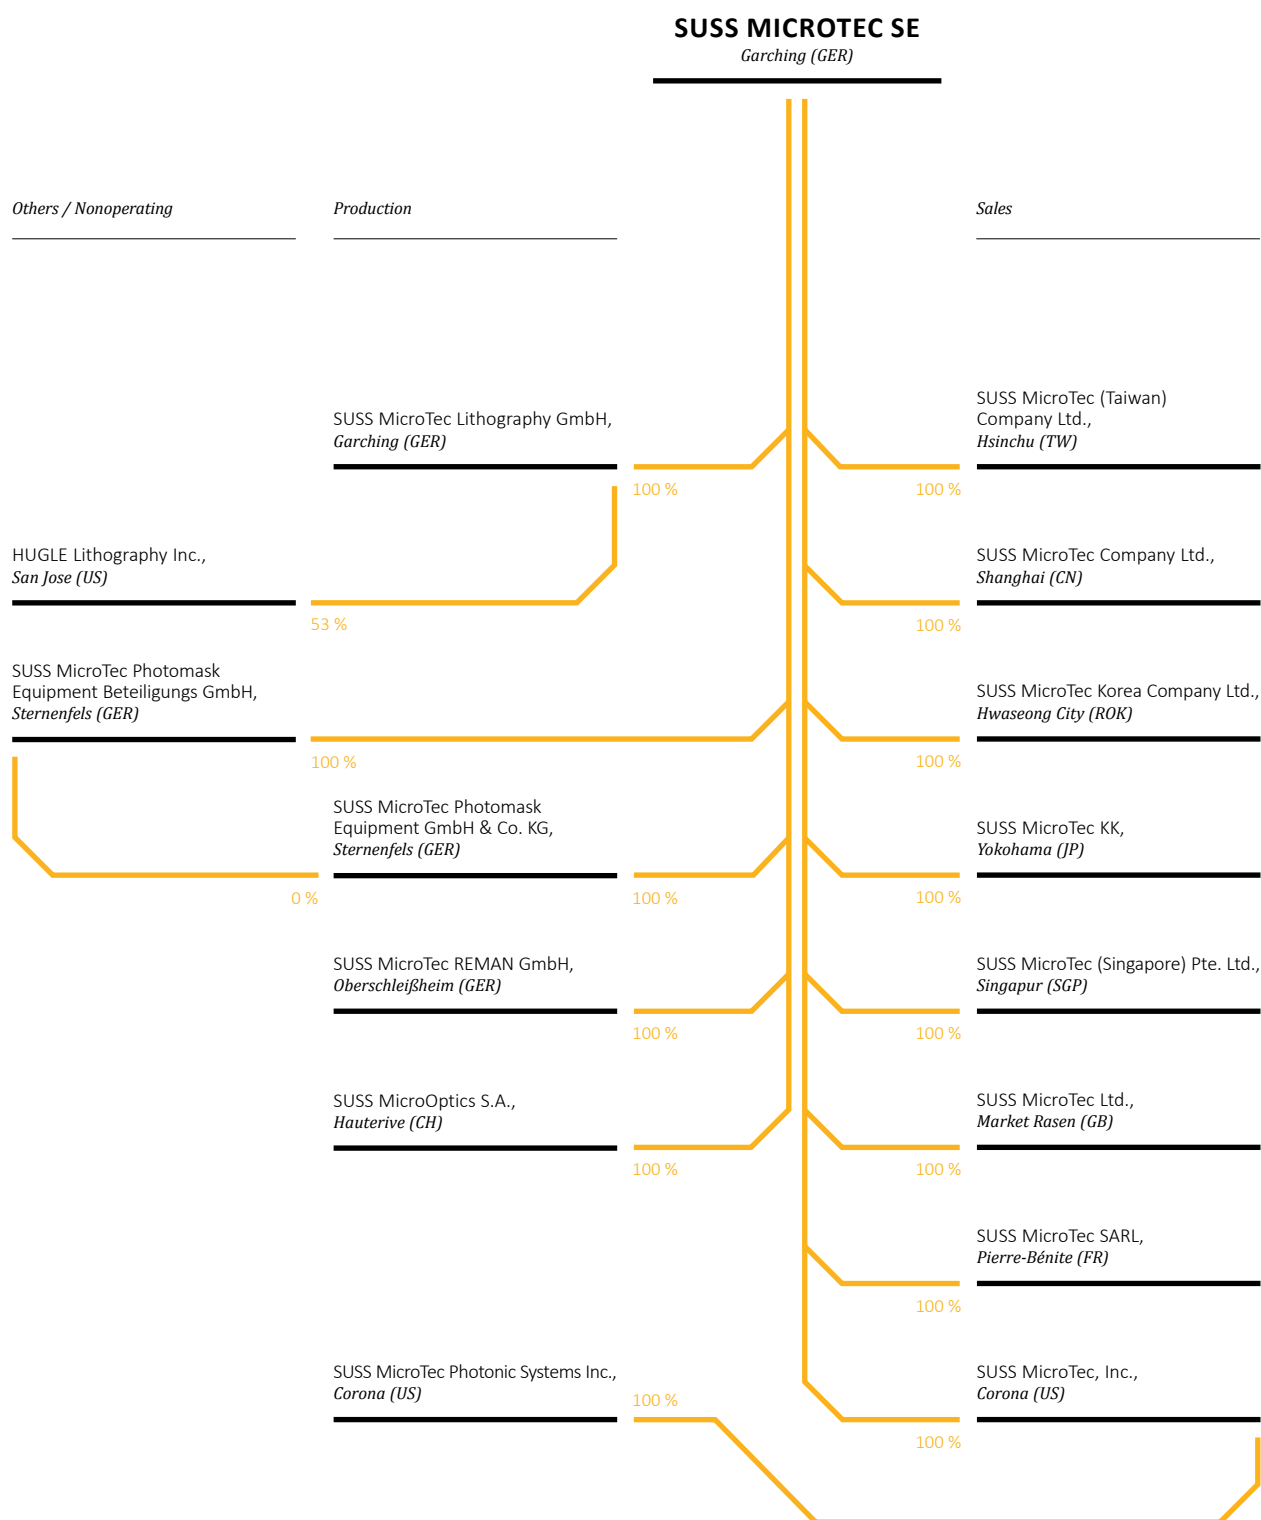 SUSS MICROTEC SE
Garching (GER)
Others / Nonoperating
Production
Sales
SUSS MicroTec Lithography GmbH,
Garching (GER)
100 %
SUSS MicroTec (Taiwan)
Company Ltd.,
Hsinchu (TW)
100 %
HUGLE Lithography Inc.,
San Jose (US)
53 %
SUSS MicroTec Company Ltd.,
Shanghai (CN)
100 %
SUSS MicroTec Photomask
Equipment Beteiligungs GmbH,
Sternenfels (GER)
100 %
SUSS MicroTec Korea Company Ltd.,
Hwaseong City (ROK)
100 %
SUSS MicroTec Photomask
Equipment GmbH & Co. KG,
Sternenfels (GER)
0 %
100 %
SUSS MicroTec KK,
Yokohama (JP)
100 %
SUSS MicroTec REMAN GmbH,
Oberschleißheim (GER)
100 %
SUSS MicroTec (Singapore) Pte. Ltd.,
Singapur (SGP)
100 %
SUSS MicroOptics S.A.,
Hauterive (CH)
100 %
SUSS MicroTec Ltd.,
Market Rasen (GB)
100 %
SUSS MicroTec SARL,
Pierre-Bénite (FR)
100 %
SUSS MicroTec Photonic Systems Inc.,
Corona (US)
100 %
SUSS MicroTec, Inc.,
Corona (US)
100 %